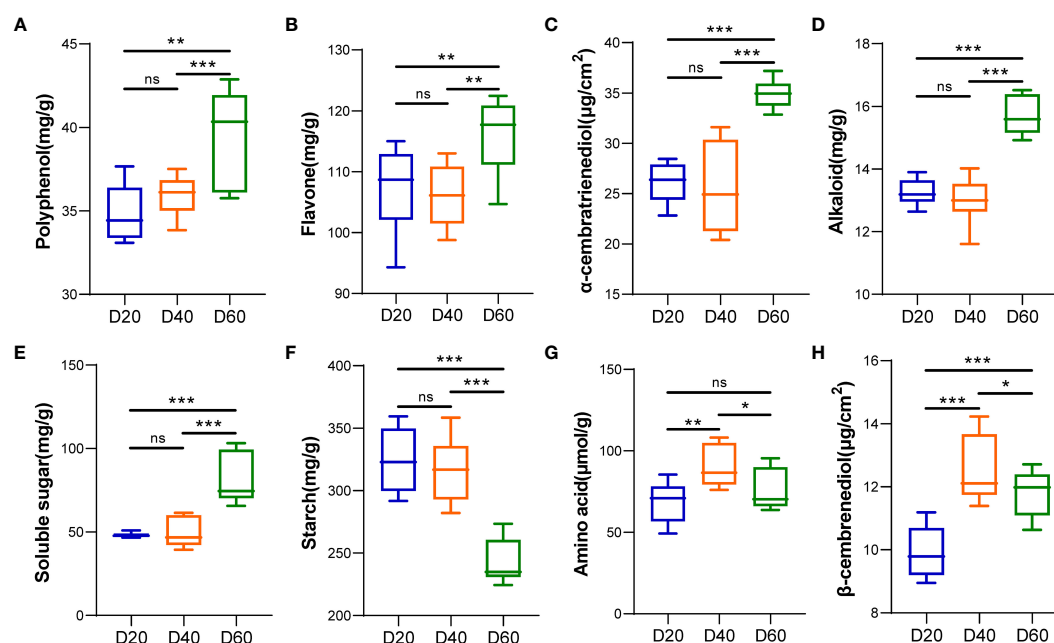 A
Polyphenol(mg/g)
45
40
35
30
**
ns
***
D20 D40 D60
B
Flavone(mg/g)
130
120
110
100
90
**
ns
**
D20 D40 D60
C
α-cembratrienediol(μg/cm²)
40
35
30
25
20
15
***
ns
***
D20 D40 D60
D
Alkaloid(mg/g)
18
16
14
12
10
***
ns
***
D20 D40 D60
E
Soluble sugar(mg/g)
150
100
50
0
***
ns
***
D20 D40 D60
F
Starch(mg/g)
400
350
300
250
200
***
ns
***
D20 D40 D60
G
Amino acid(μmol/g)
150
100
50
0
ns
**
*
D20 D40 D60
H
β-cembrenediol(μg/cm²)
16
14
12
10
8
***
***
*
D20 D40 D60